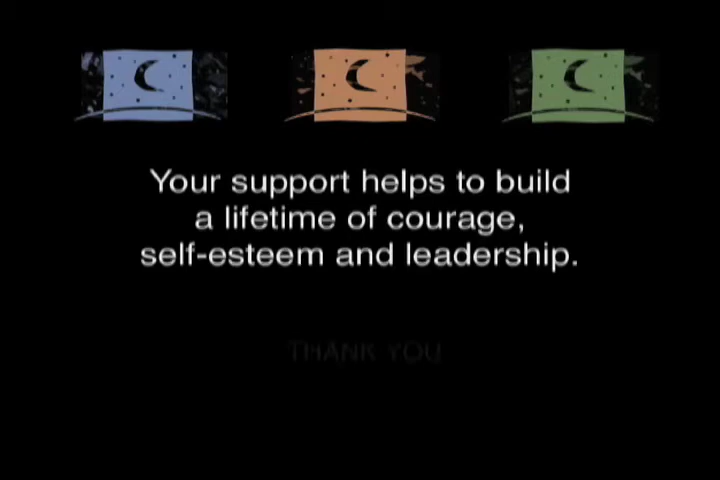 Your support helps to build
a lifetime of courage,
self-esteem and leadership.
THANK YOU